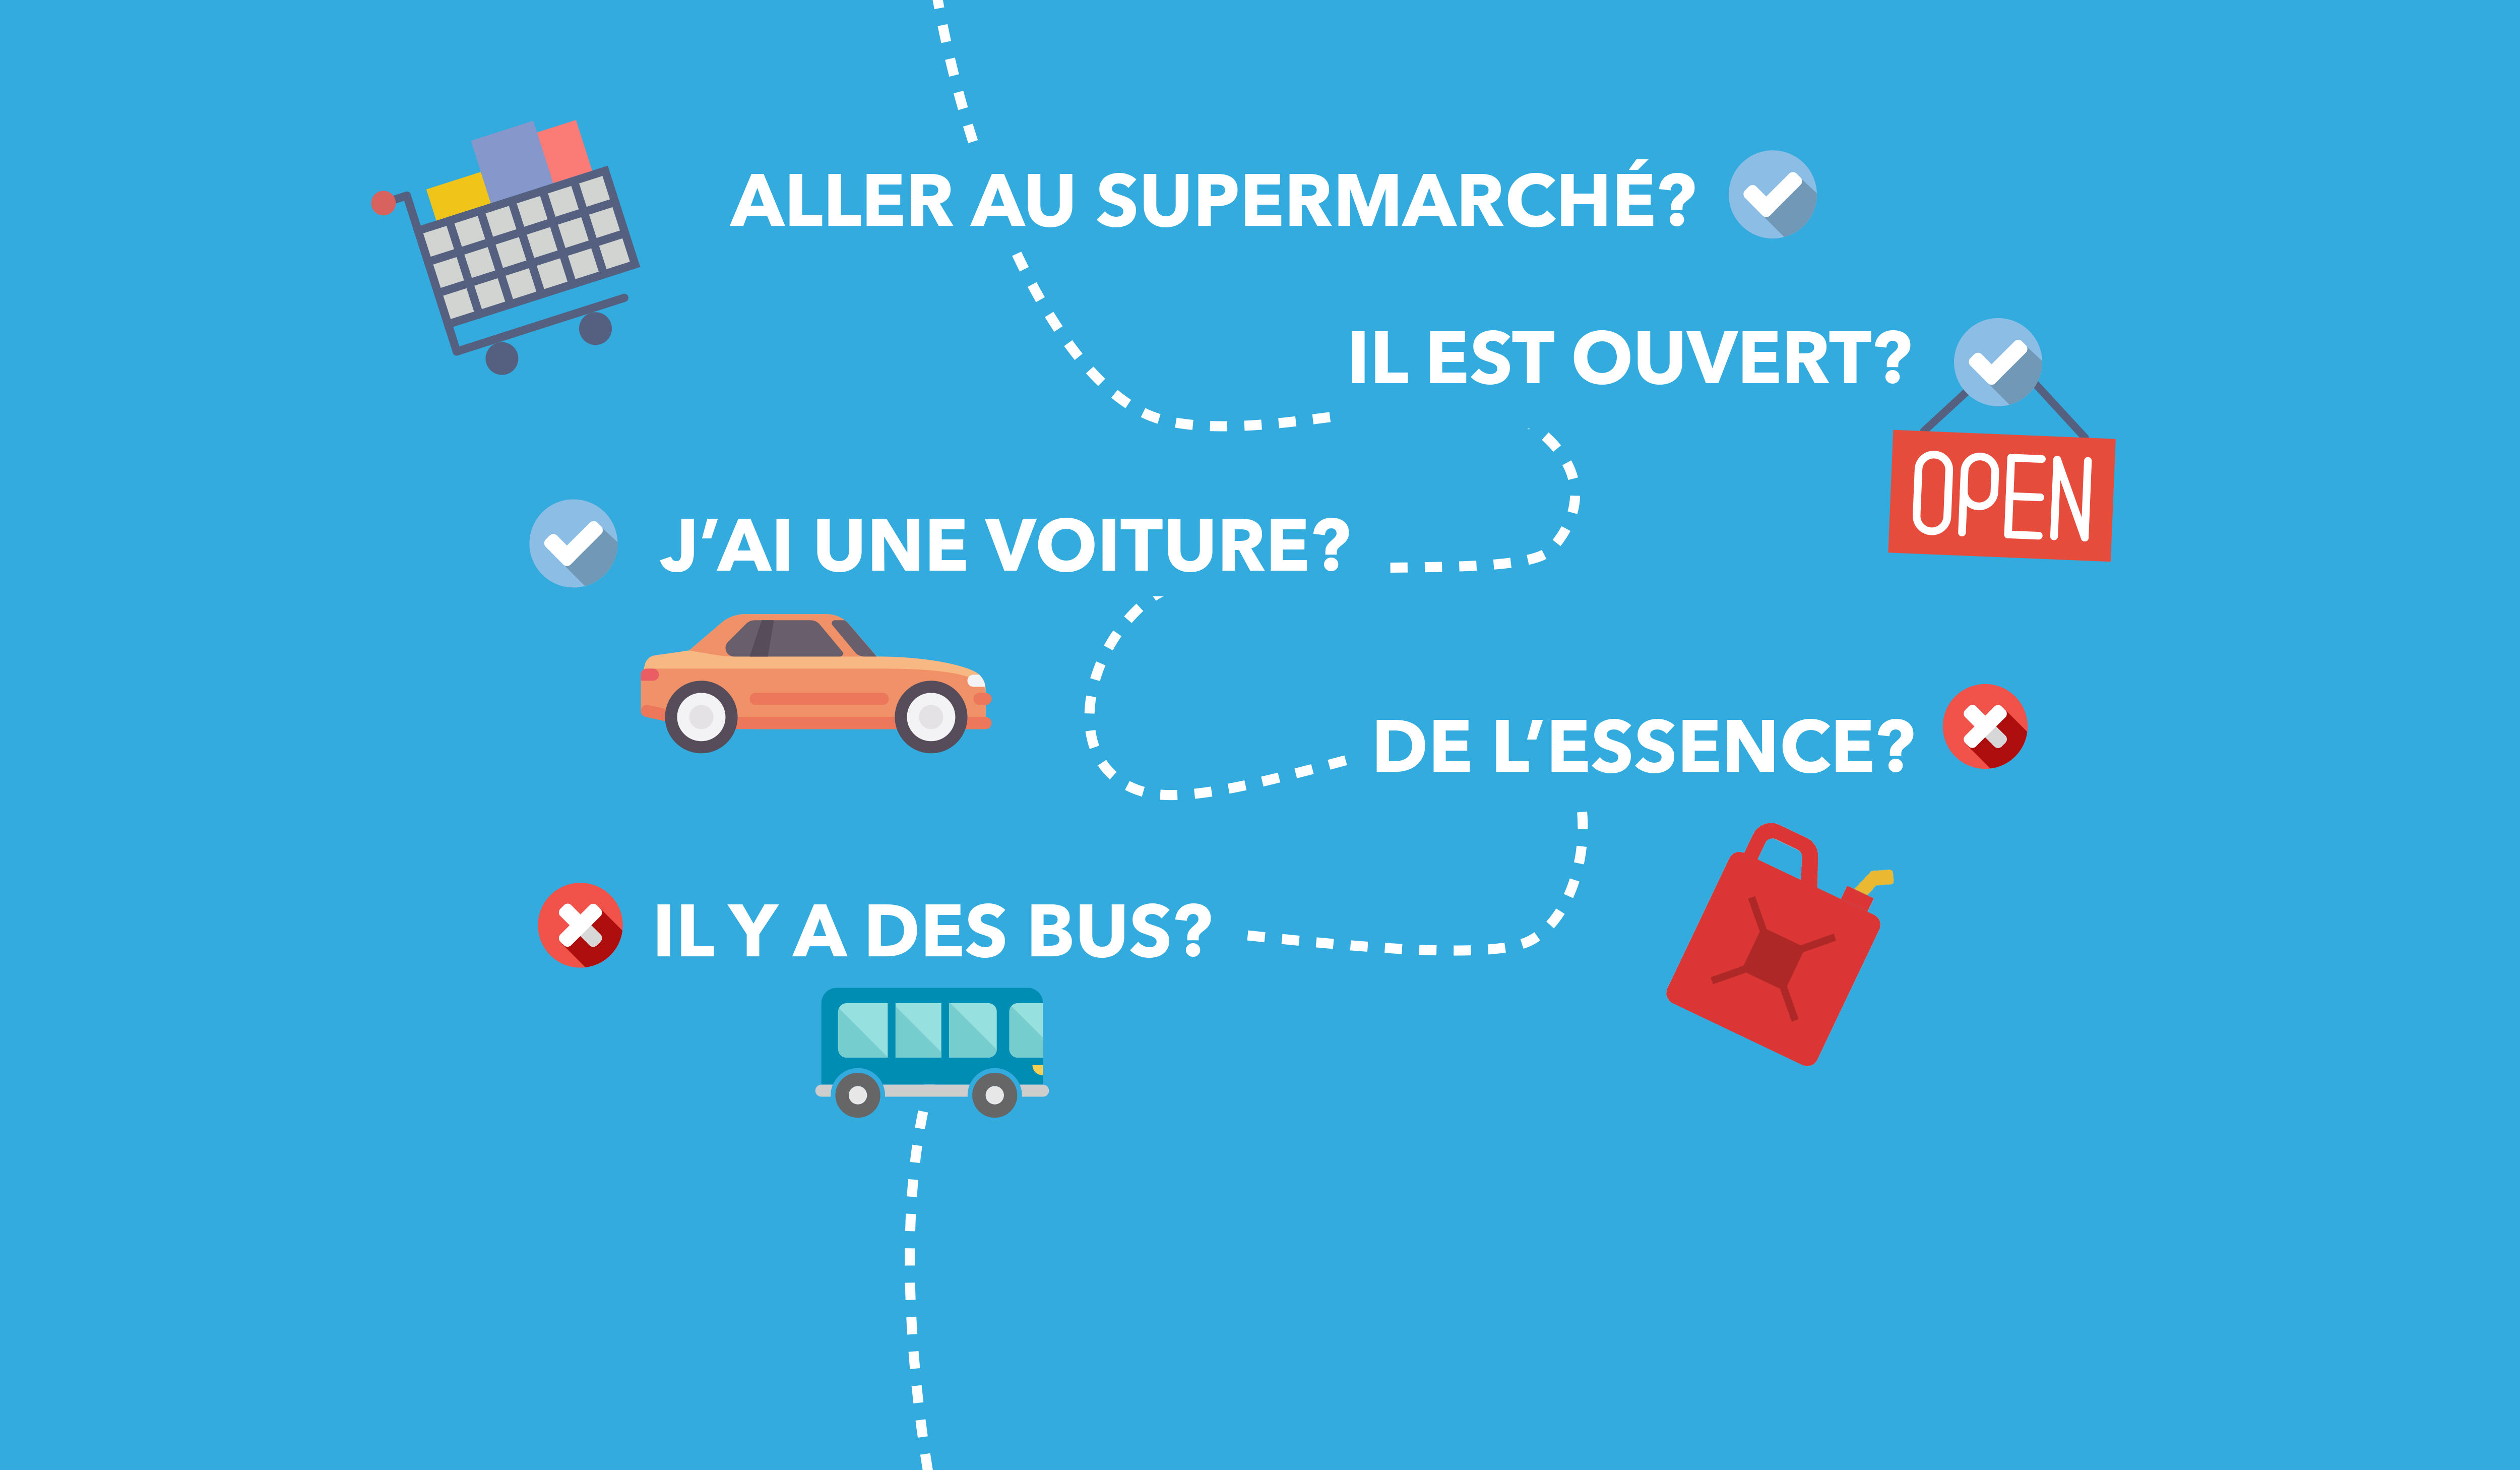 ALLER AU SUPERMARCHÉ?
IL EST OUVERT?
OPEN
J’AI UNE VOITURE?
DE L’ESSENCE?
IL Y A DES BUS?